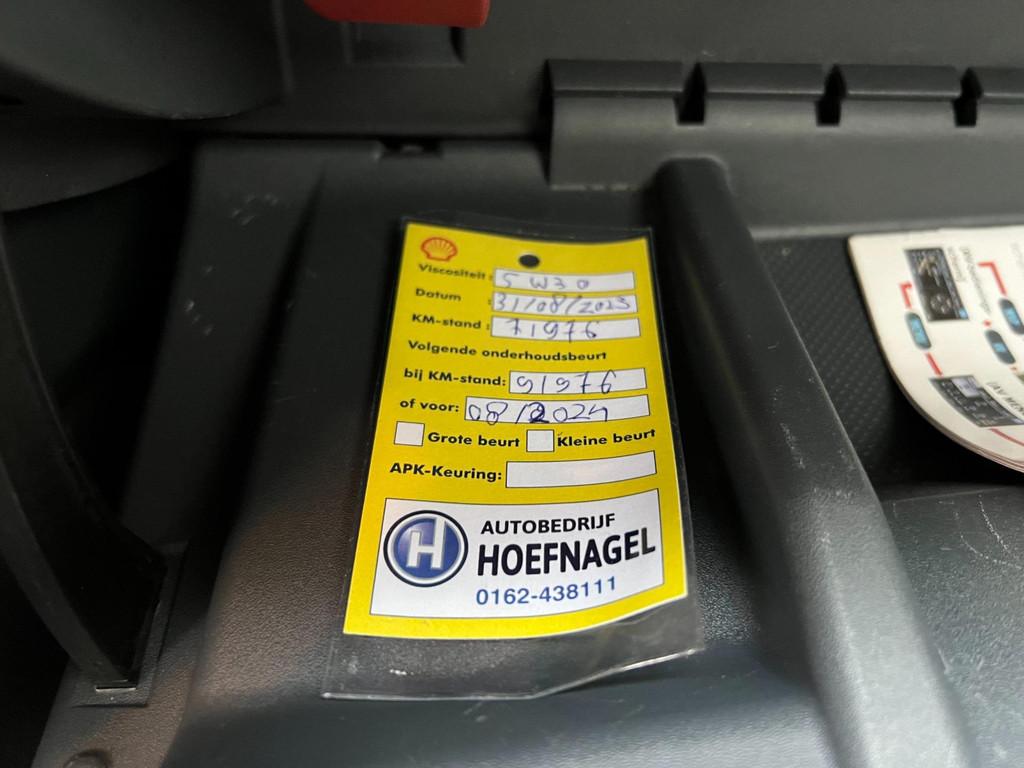 Viscositeit: 5W30
Datum : 31/08/2023
KM-stand : 71976
Volgende onderhoudsbeurt
bij KM-stand: 91976
of voor: 08/2024
Grote beurt Kleine beurt
APK-Keuring:
H AUTOBEDRIJF
HOEFNAGEL
0162-438111